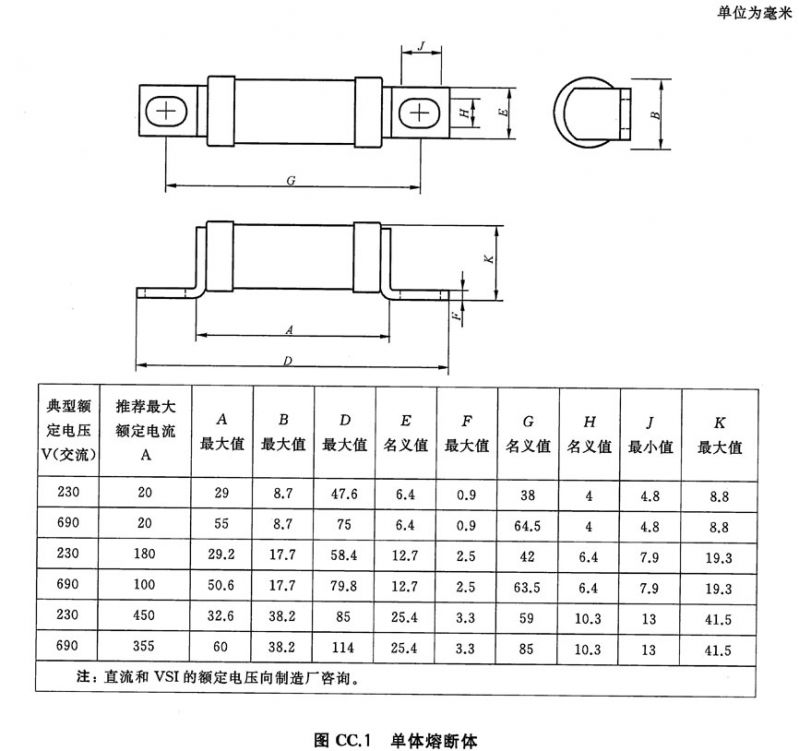 单位为毫米
J
H
E
B
G
K
F
A
D
典型额定电压 V(交流) 推荐最大额定电流 A A 最大值 B 最大值 D 最大值 E 名义值 F 最大值 G 名义值 H 名义值 J 最小值 K 最大值
230 20 29 8.7 47.6 6.4 0.9 38 4 4.8 8.8
690 20 55 8.7 75 6.4 0.9 64.5 4 4.8 8.8
230 180 29.2 17.7 58.4 12.7 2.5 42 6.4 7.9 19.3
690 100 50.6 17.7 79.8 12.7 2.5 63.5 6.4 7.9 19.3
230 450 32.6 38.2 85 25.4 3.3 59 10.3 13 41.5
690 355 60 38.2 114 25.4 3.3 85 10.3 13 41.5
注：直流和 VSI 的额定电压向制造厂咨询。
图 CC.1 单体熔断体